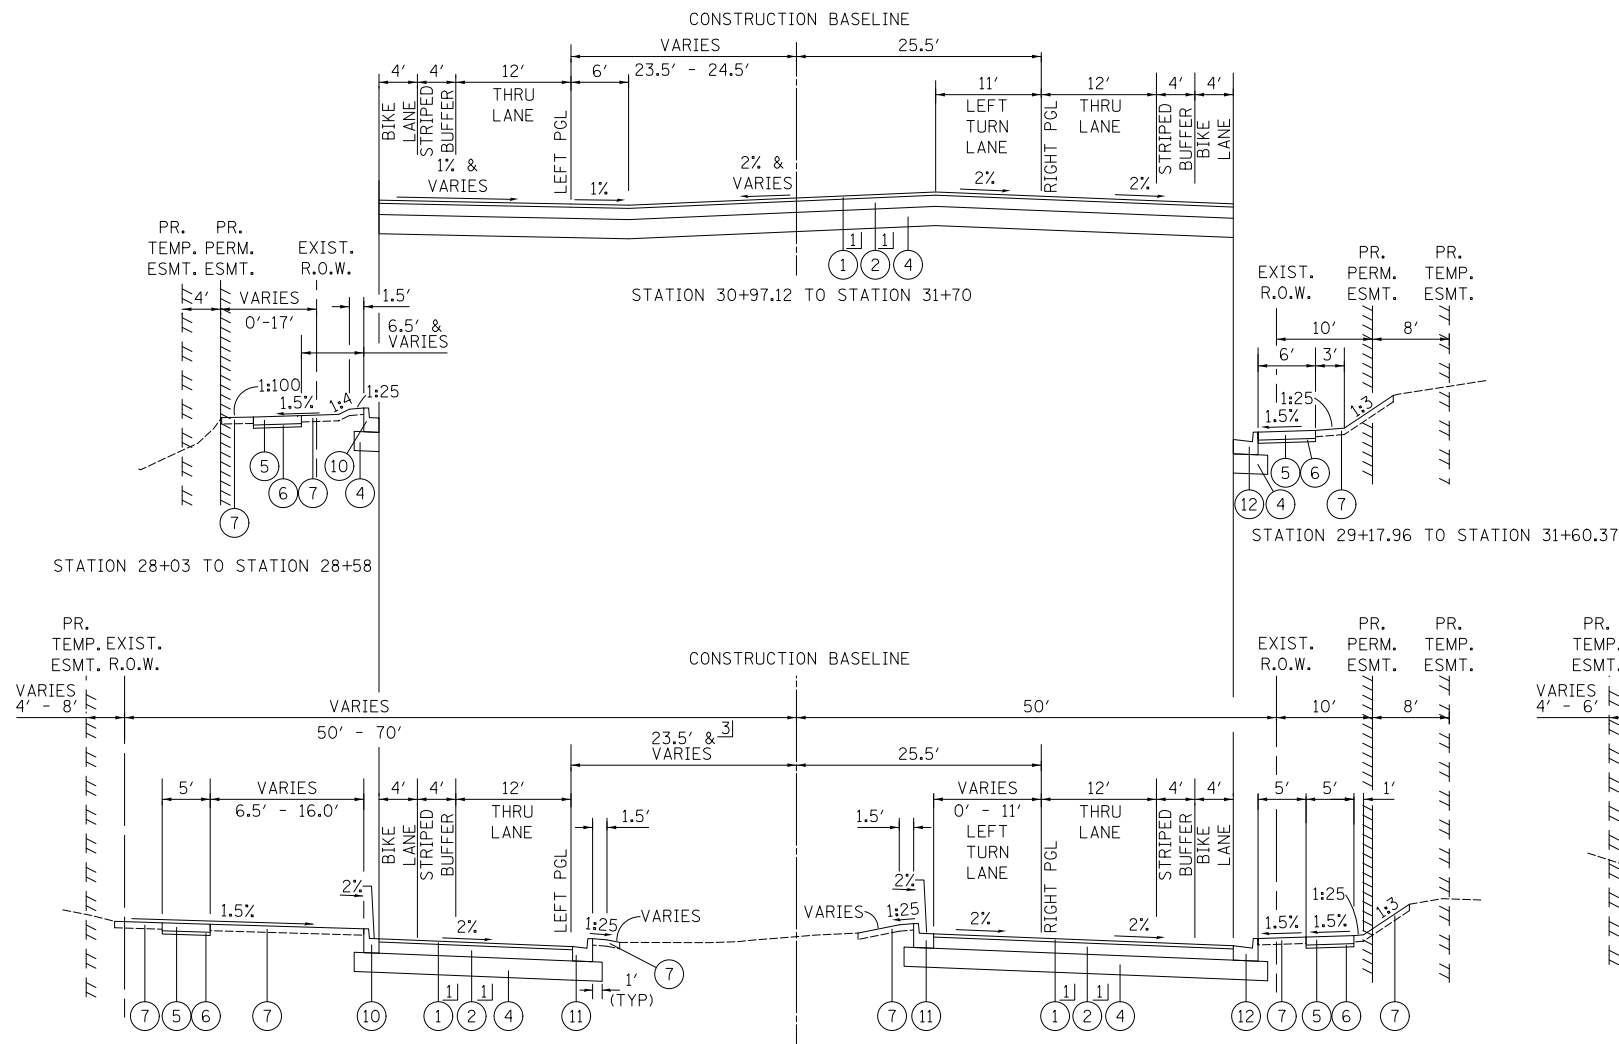 CONSTRUCTION BASELINE
VARIES
23.5' - 24.5'
25.5'
4'
4'
12'
6'
BIKE
LANE
STRIPED
BUFFER
THRU
LANE
LEFT PGL
11'
LEFT
TURN
LANE
RIGHT PGL
12'
THRU
LANE
4'
4'
STRIPED
BUFFER
BIKE
LANE
1% &
VARIES
1%
2% &
VARIES
2%
2%
1
1
1
2
4
STATION 30+97.12 TO STATION 31+70
PR.
TEMP.
ESMT.
PR.
PERM.
ESMT.
EXIST.
R.O.W.
4'
VARIES
0'-17'
1.5'
6.5' &
VARIES
1:100
1.5%
1:4
1:25
5
6
7
10
4
7
STATION 28+03 TO STATION 28+58
EXIST.
R.O.W.
PR.
PERM.
ESMT.
PR.
TEMP.
ESMT.
10'
8'
6'
3'
1:25
1.5%
1:3
12
4
5
6
7
STATION 29+17.96 TO STATION 31+60.37
PR.
TEMP.
ESMT.
EXIST.
R.O.W.
CONSTRUCTION BASELINE
EXIST.
R.O.W.
PR.
PERM.
ESMT.
PR.
TEMP.
ESMT.
PR.
TEMP.
ESMT.
VARIES
4' - 8'
VARIES
50' - 70'
50'
10'
8'
VARIES
4' - 6'
23.5' &
VARIES
3
25.5'
5'
VARIES
6.5' - 16.0'
4'
4'
12'
BIKE
LANE
STRIPED
BUFFER
THRU
LANE
LEFT PGL
1.5'
1.5'
VARIES
0' - 11'
LEFT
TURN
LANE
RIGHT PGL
12'
THRU
LANE
4'
4'
STRIPED
BUFFER
BIKE
LANE
5'
5'
1'
1.5%
2%
2%
1:25
VARIES
VARIES
1:25
2%
2%
2%
1.5%
1.5%
1:25
1:3
7
1'
(TYP)
7
5
6
7
10
1
1
2
1
4
11
7
11
1
1
2
1
4
12
7
5
6
7